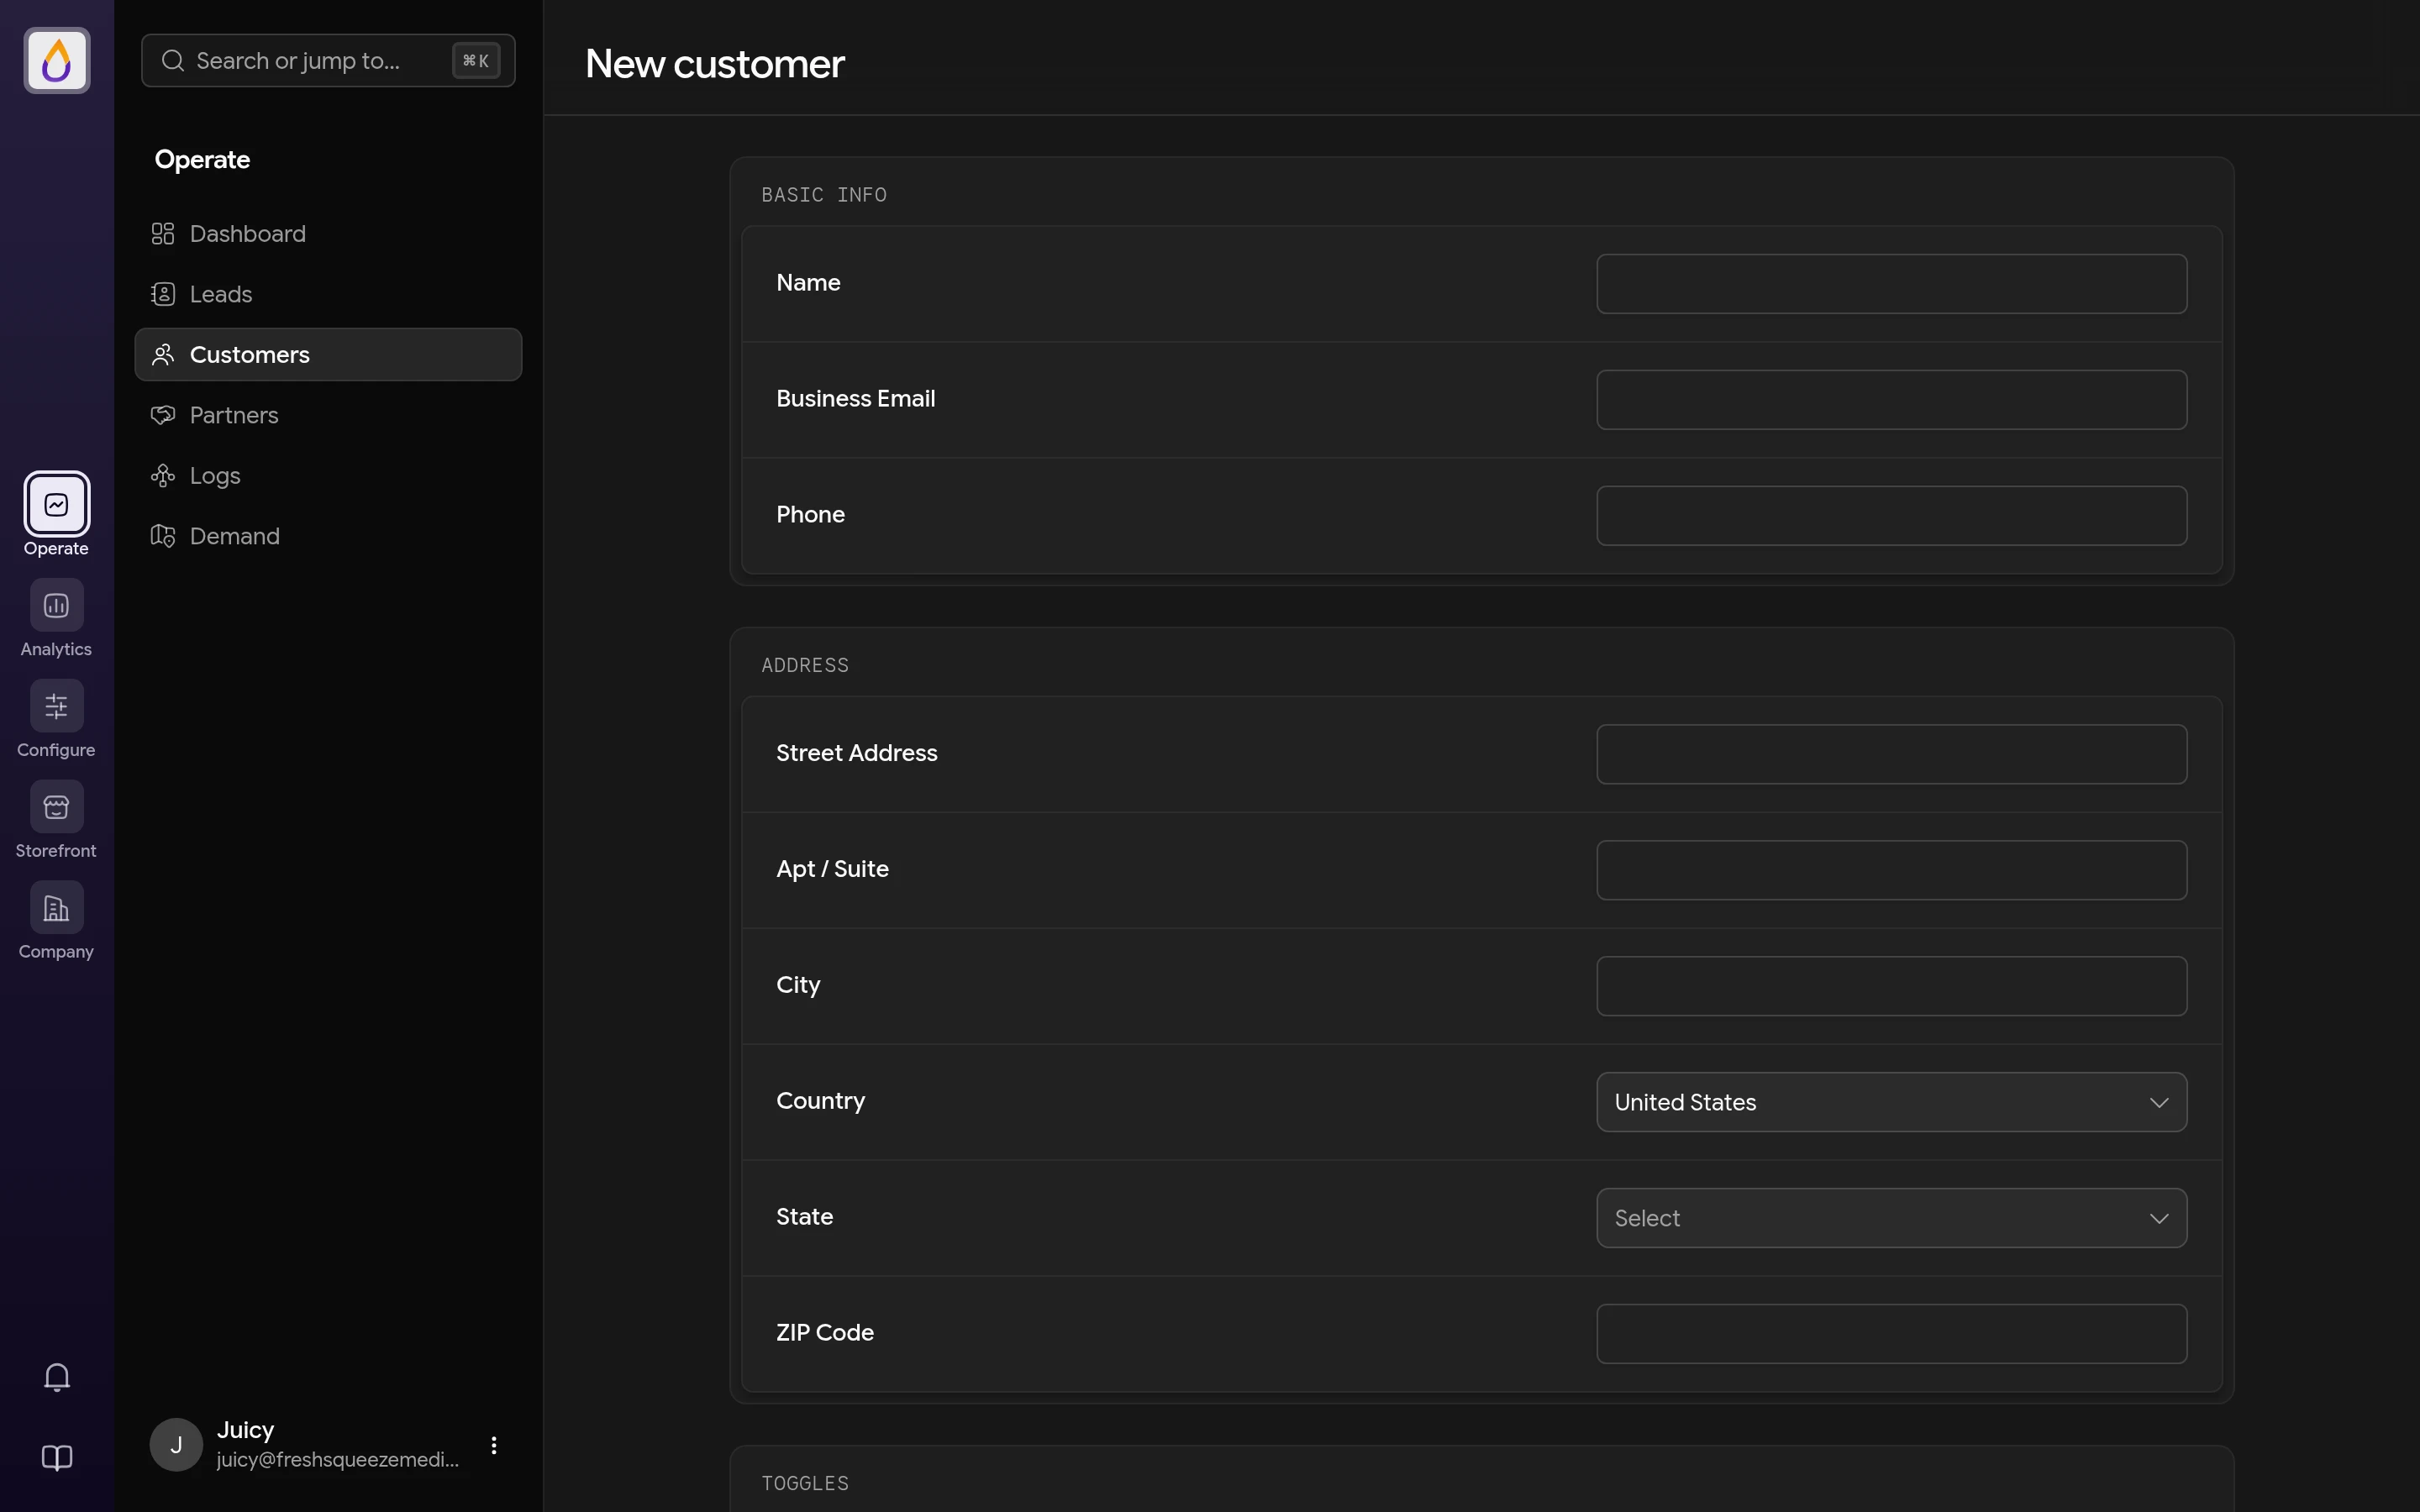 Search or jump to...
⌘K
Operate
Dashboard
Leads
Customers
Partners
Logs
Demand
Operate
Analytics
Configure
Storefront
Company
J
Juicy
juicy@freshsqueezemedi...
New customer
BASIC INFO
Name
Business Email
Phone
ADDRESS
Street Address
Apt / Suite
City
Country
United States
State
Select
ZIP Code
TOGGLES